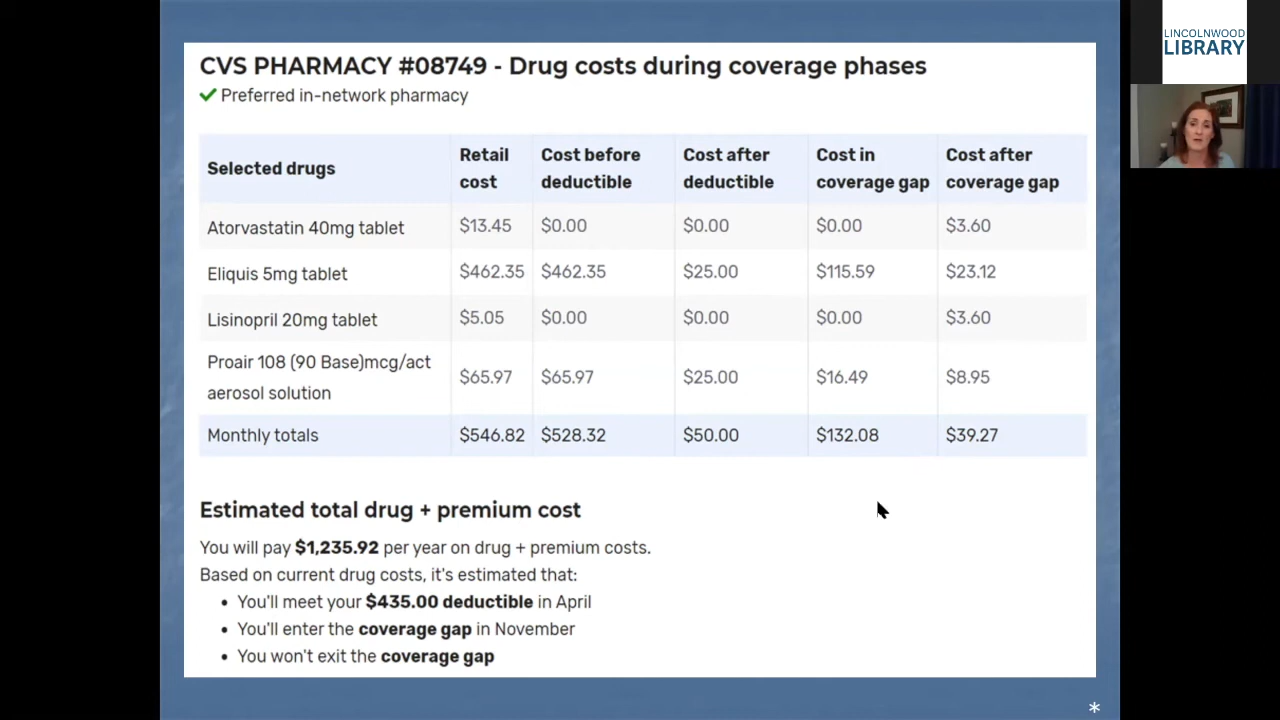 CVS PHARMACY #08749 - Drug costs during coverage phases
Preferred in-network pharmacy
Selected drugs Retail cost Cost before deductible Cost after deductible Cost in coverage gap Cost after coverage gap
Atorvastatin 40mg tablet $13.45 $0.00 $0.00 $0.00 $3.60
Eliquis 5mg tablet $462.35 $462.35 $25.00 $115.59 $23.12
Lisinopril 20mg tablet $5.05 $0.00 $0.00 $0.00 $3.60
Proair 108 (90 Base)mcg/act aerosol solution $65.97 $65.97 $25.00 $16.49 $8.95
Monthly totals $546.82 $528.32 $50.00 $132.08 $39.27
Estimated total drug + premium cost
You will pay $1,235.92 per year on drug + premium costs.
Based on current drug costs, it's estimated that:
• You'll meet your $435.00 deductible in April
• You'll enter the coverage gap in November
• You won't exit the coverage gap
*
LINCOLNWOOD
LIBRARY